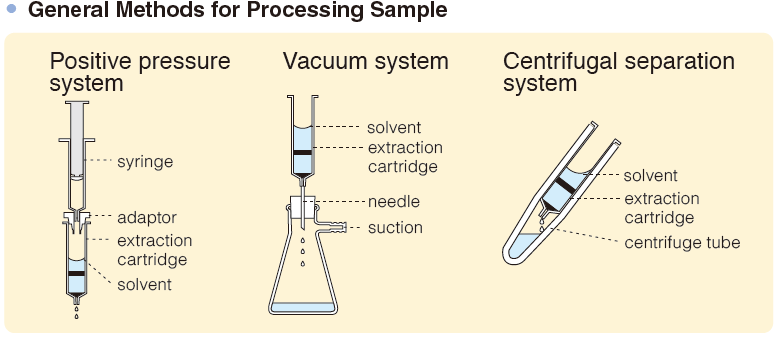 General Methods for Processing Sample
Positive pressure
system
syringe
adaptor
extraction
cartridge
solvent
Vacuum system
solvent
extraction
cartridge
needle
suction
Centrifugal separation
system
solvent
extraction
cartridge
centrifuge tube